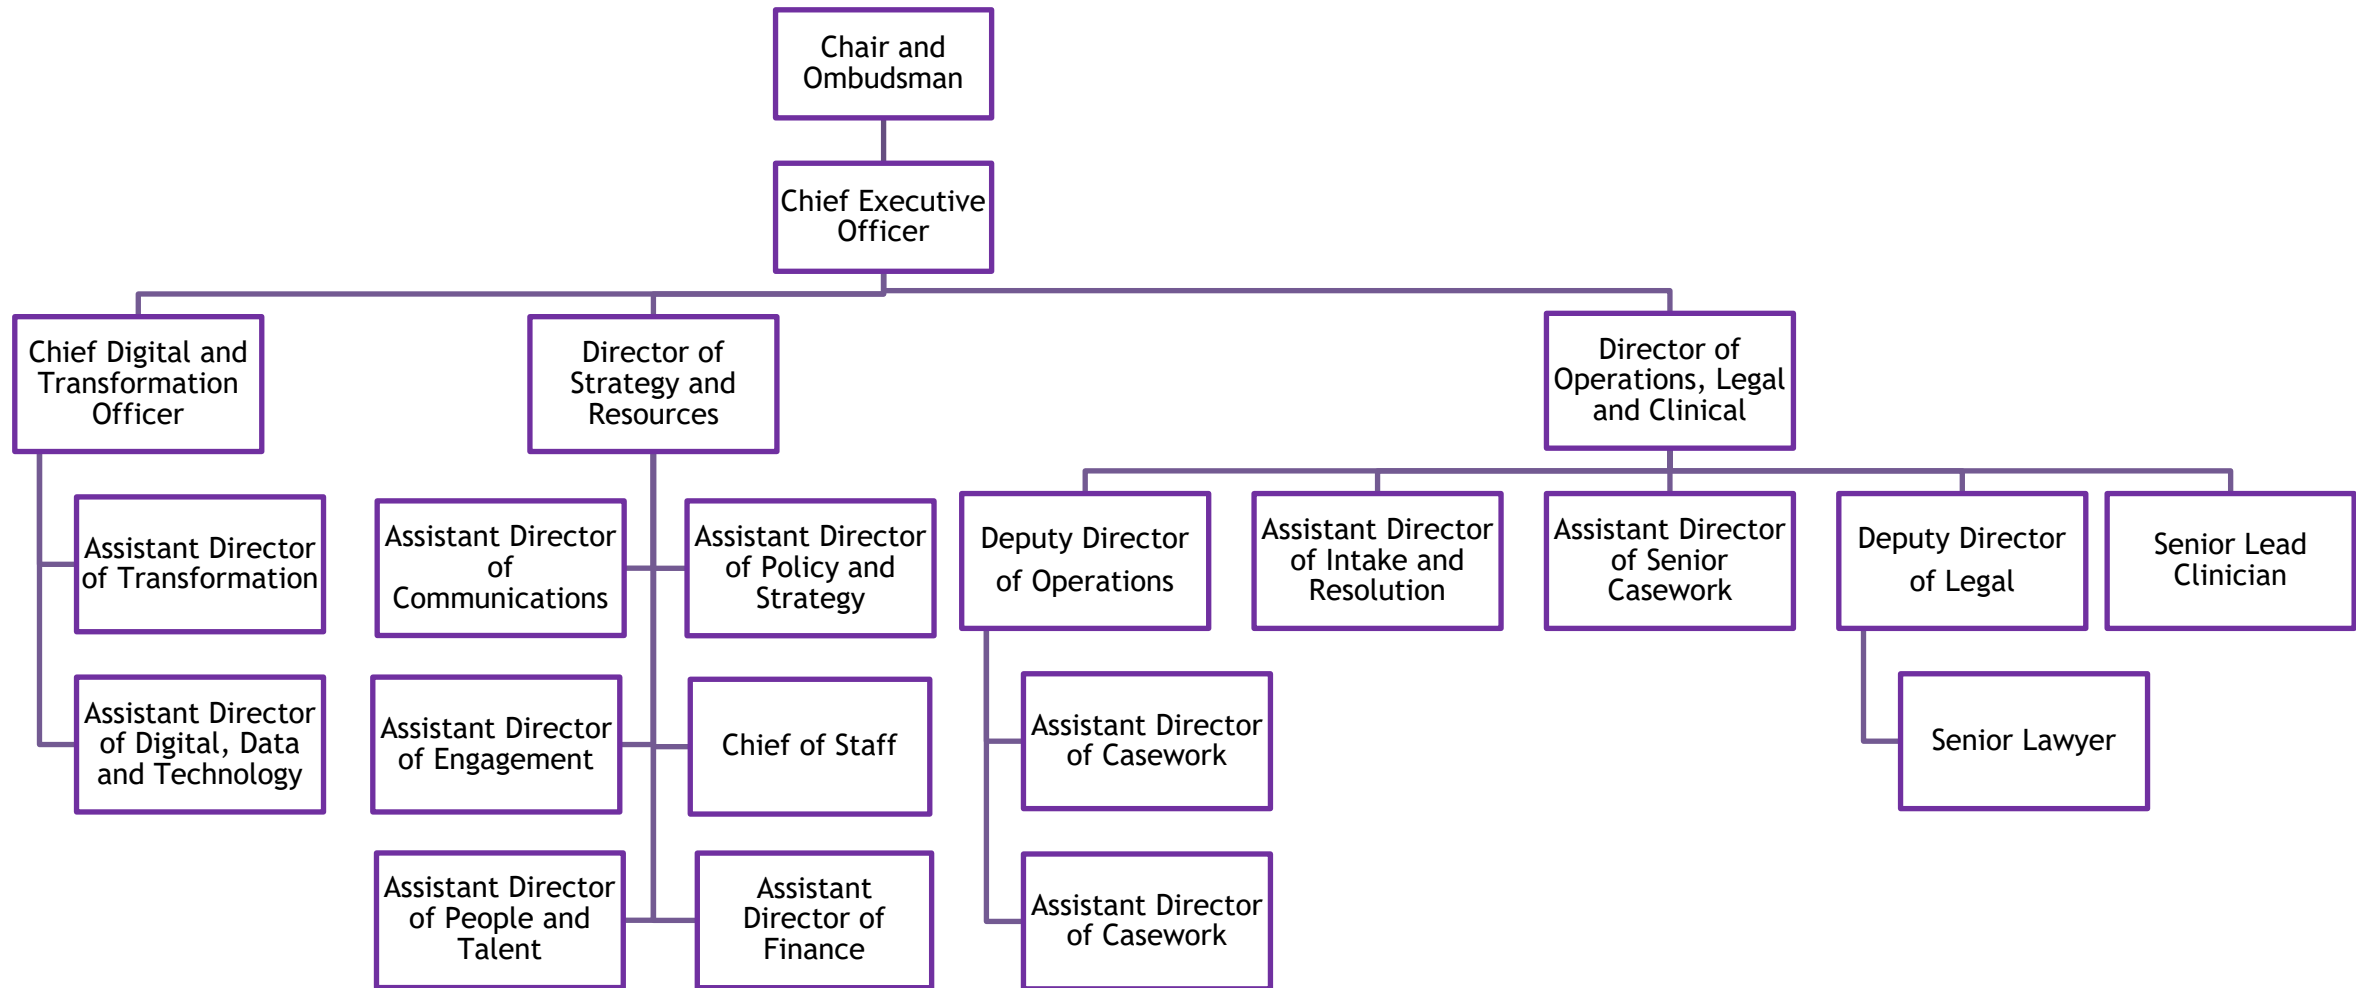 Chair and
Ombudsman
Chief Executive
Officer
Chief Digital and
Transformation
Officer
Director of
Strategy and
Resources
Director of
Operations, Legal
and Clinical
Assistant Director
of Transformation
Assistant Director
of Digital, Data
and Technology
Assistant Director
of
Communications
Assistant Director
of Policy and
Strategy
Assistant Director
of Engagement
Chief of Staff
Assistant Director
of People and
Talent
Assistant
Director of
Finance
Deputy Director
of Operations
Assistant Director
of Intake and
Resolution
Assistant Director
of Senior
Casework
Deputy Director
of Legal
Senior Lead
Clinician
Assistant Director
of Casework
Assistant Director
of Casework
Senior Lawyer